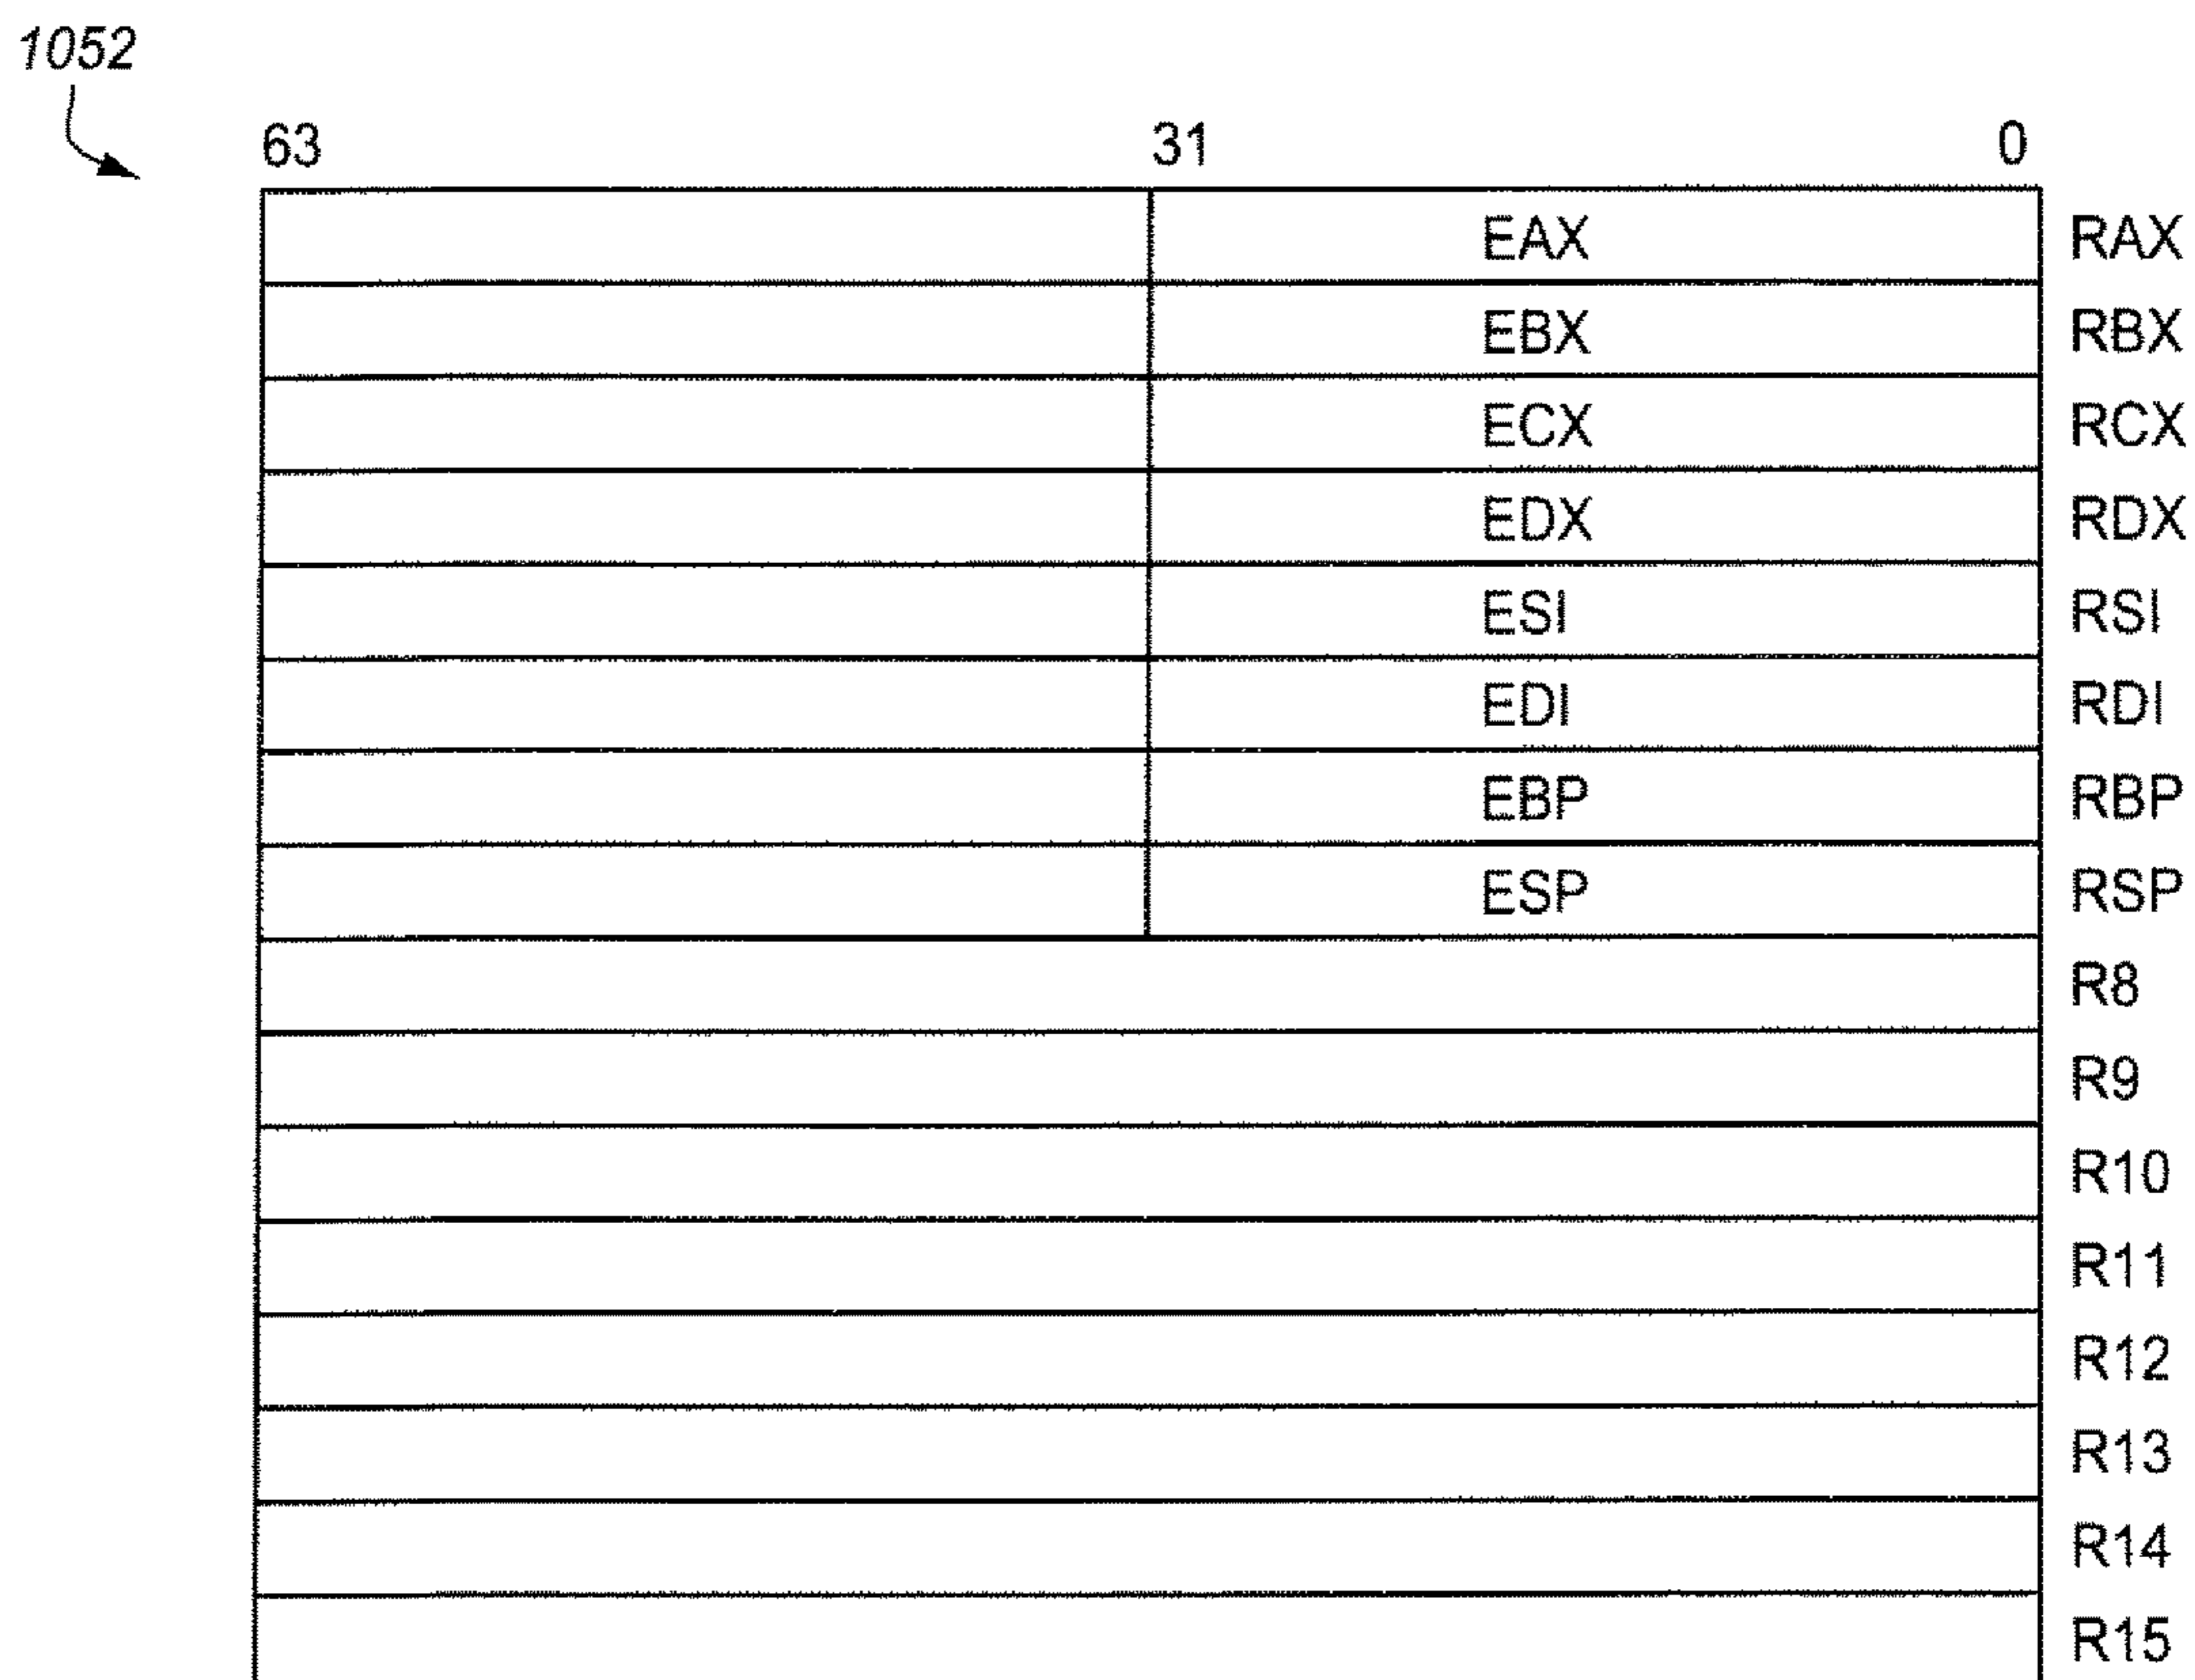 1052
63 31 0
EAX RAX
EBX RBX
ECX RCX
EDX RDX
ESI RSI
EDI RDI
EBP RBP
ESP RSP
R8
R9
R10
R11
R12
R13
R14
R15